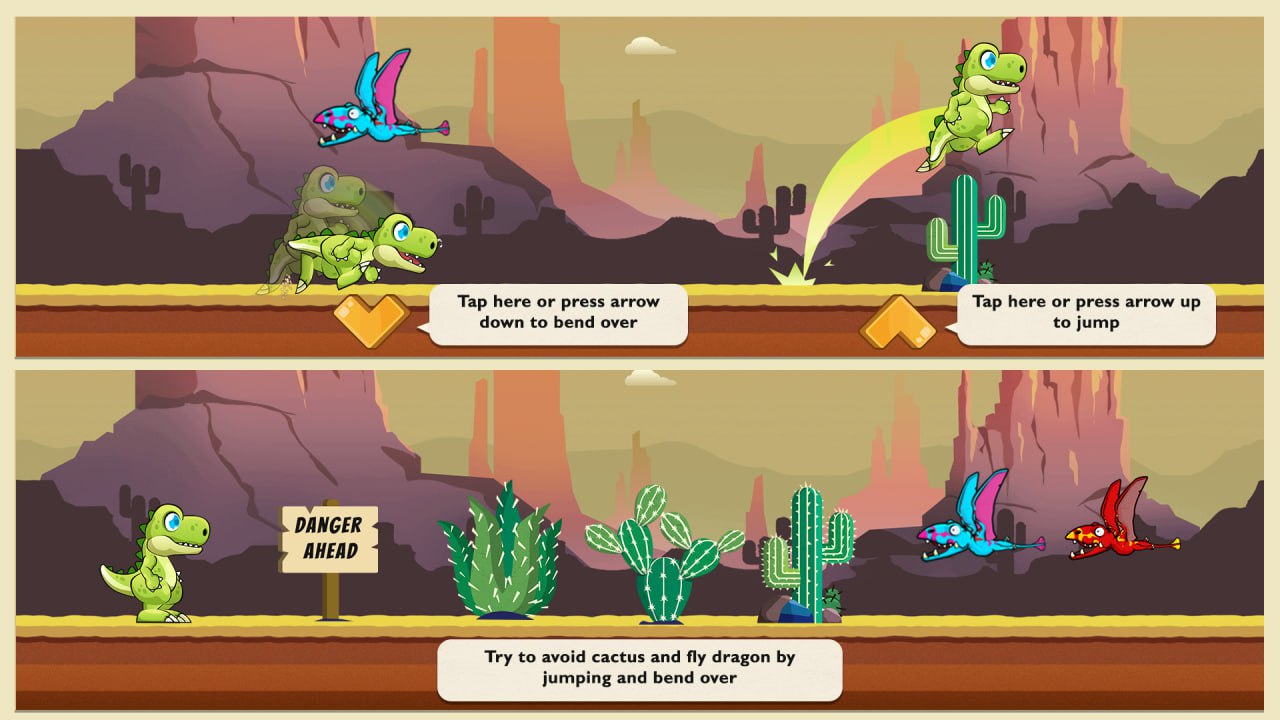 Tap here or press arrow
down to bend over
Tap here or press arrow up
to jump
DANGER
AHEAD
Try to avoid cactus and fly dragon by
jumping and bend over